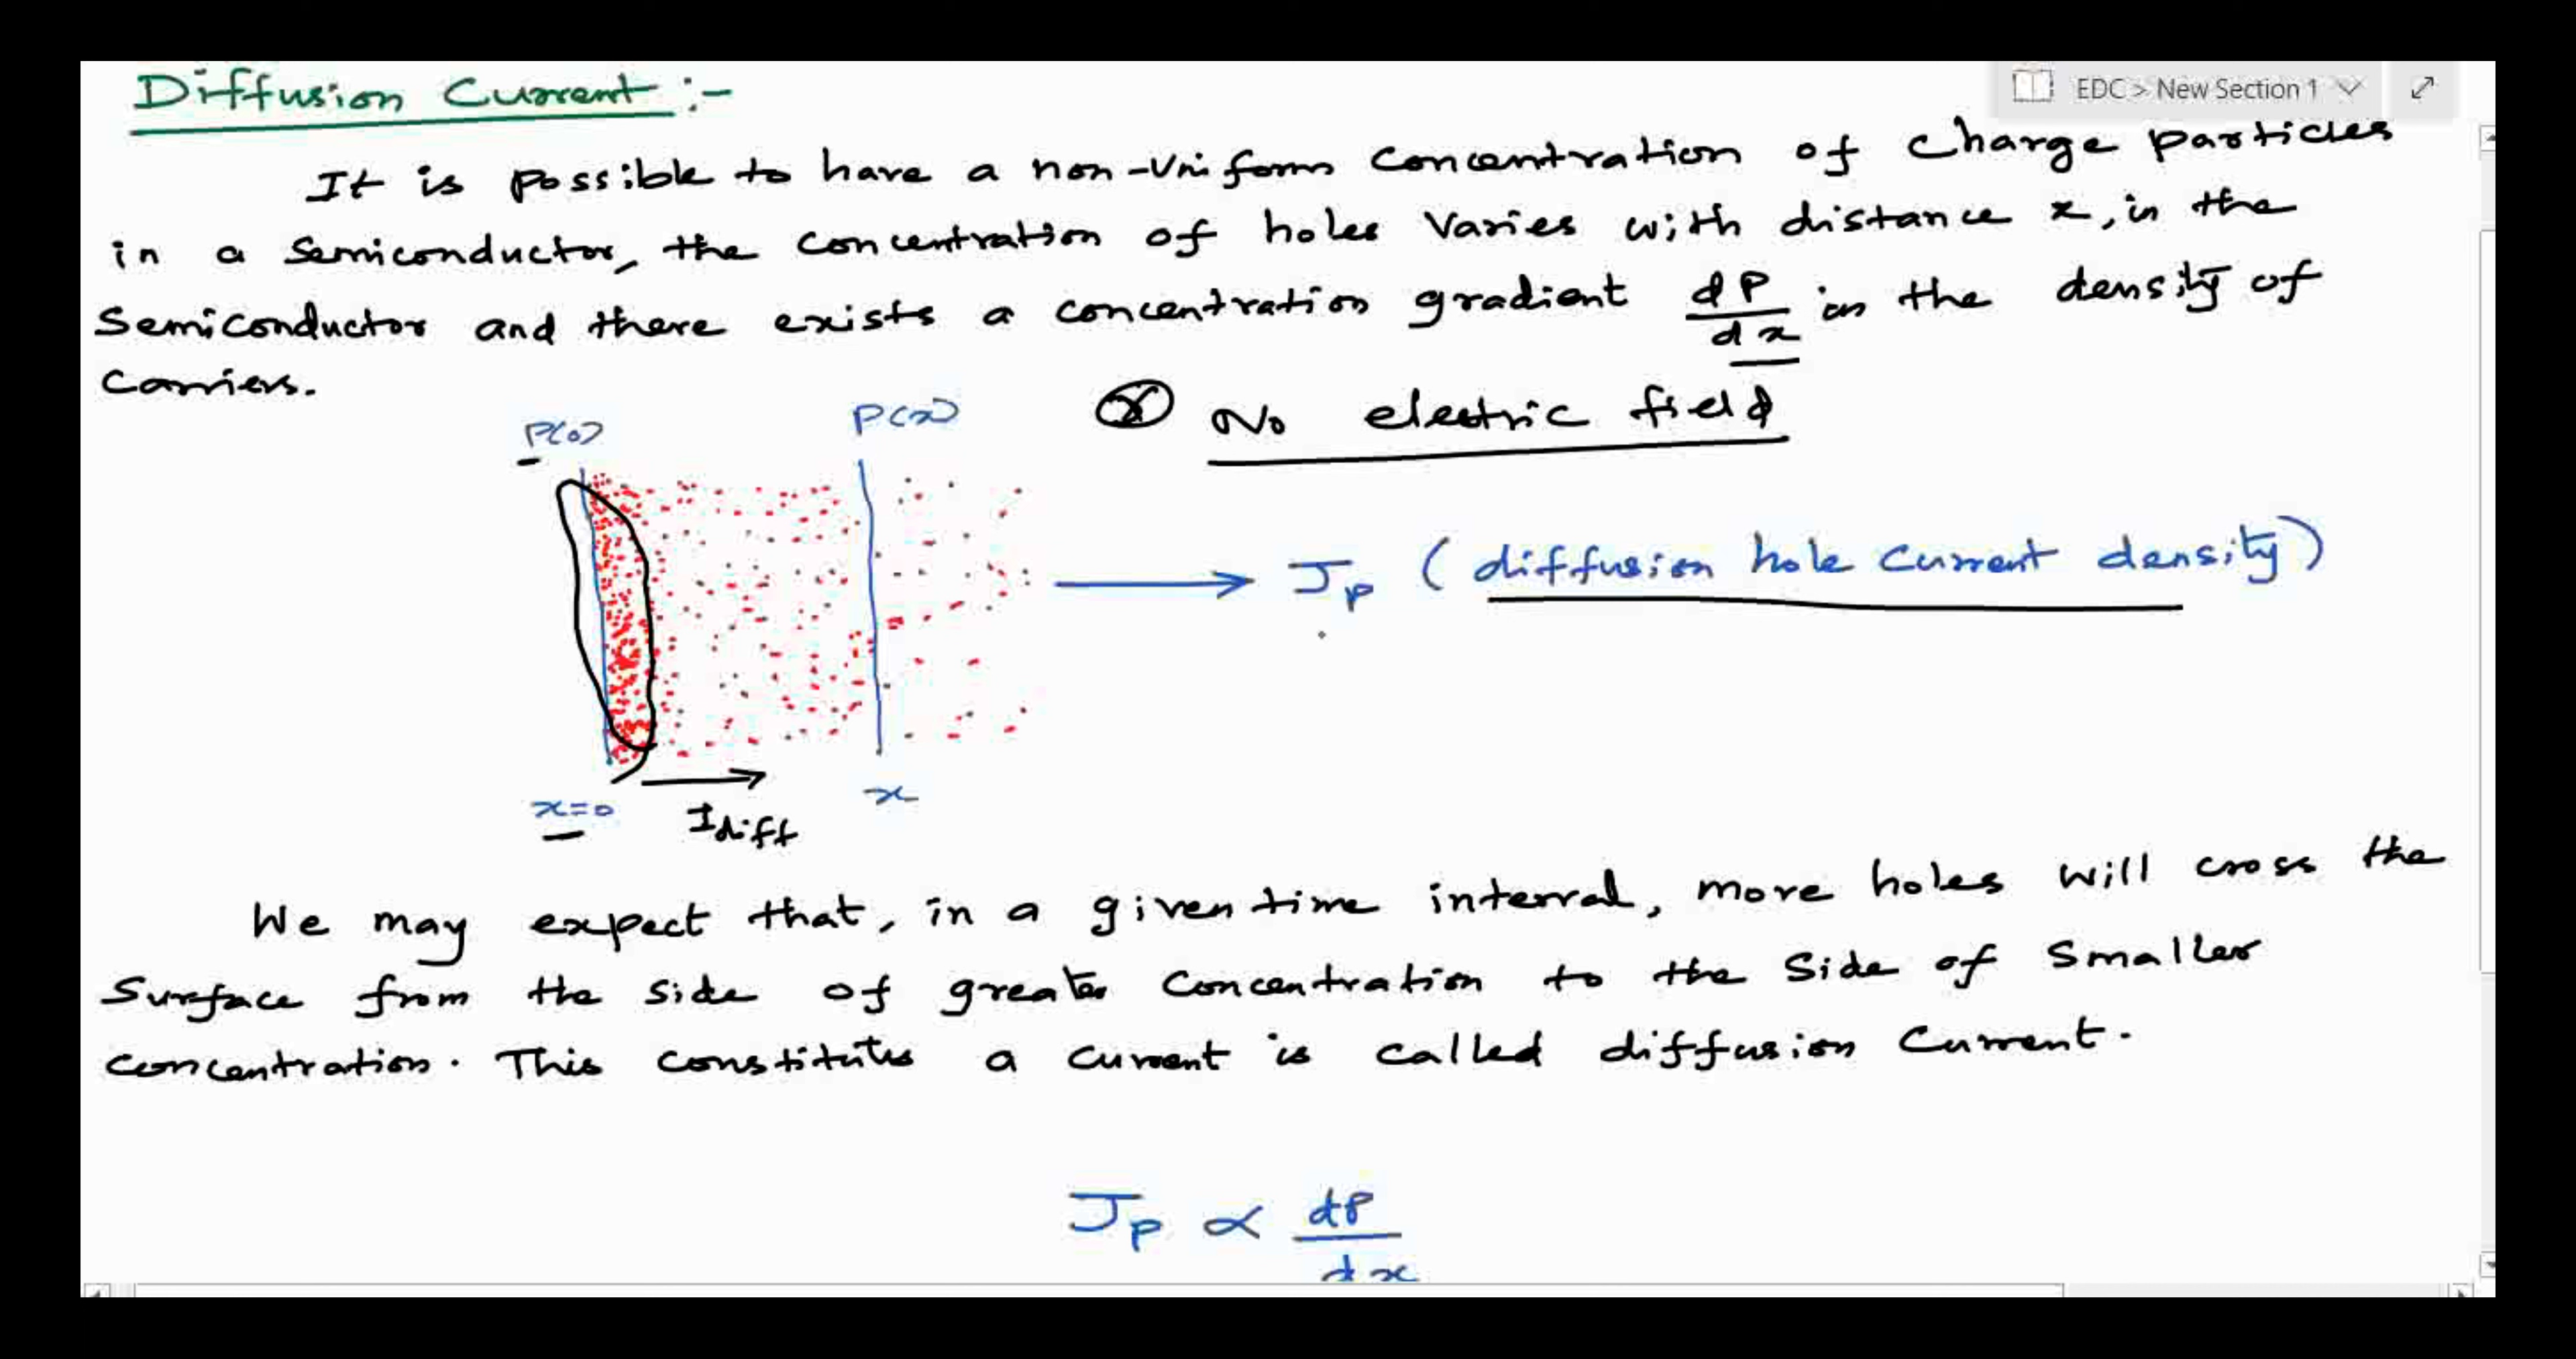 Diffusion Current :-
EDC > New Section 1
It is possible to have a non-Uniform Concentration of Charge particles
in a Semiconductor, the concentration of holes Varies with distance x, in the
Semiconductor and there exists a concentration gradient dP/dx in the density of
Carriers.
P(0)
P(x)
No electric field
Jp (diffusion hole current density)
x=0
Idiff
x
We may expect that, in a given time interval, more holes will cross the
Surface from the side of greater Concentration to the Side of Smaller
concentration. This constitutes a current is called diffusion Current.
Jp ∝ dP/dx